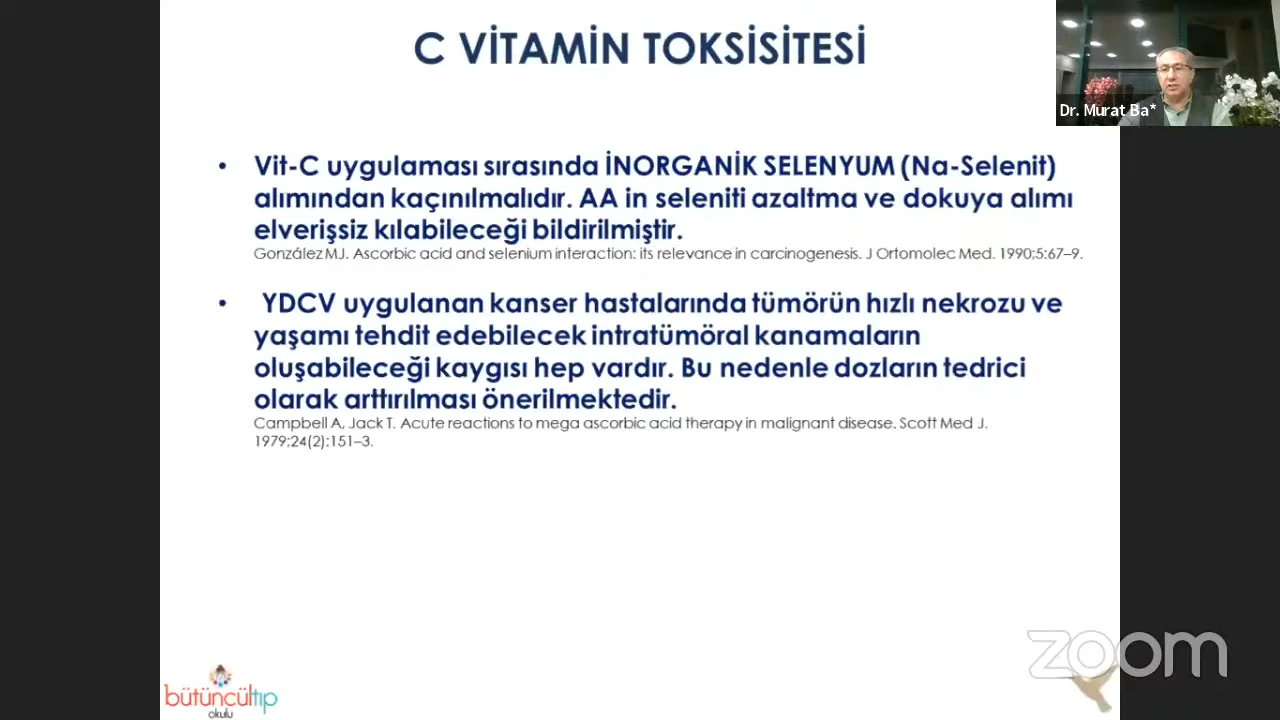 C VİTAMİN TOKSİSİTESİ
Dr. Murat Ba*
• Vit-C uygulaması sırasında İNORGANİK SELENYUM (Na-Selenit)
alımından kaçınılmalıdır. AA in seleniti azaltma ve dokuya alımı
elverişsiz kılabileceği bildirilmiştir.
González MJ. Ascorbic acid and selenium interaction: its relevance in carcinogenesis. J Ortomolec Med. 1990;5:67–9.
• YDCV uygulanan kanser hastalarında tümörün hızlı nekrozu ve
yaşamı tehdit edebilecek intratümöral kanamaların
oluşabileceği kaygısı hep vardır. Bu nedenle dozların tedrici
olarak arttırılması önerilmektedir.
Campbell A, Jack T. Acute reactions to mega ascorbic acid therapy in malignant disease. Scott Med J.
1979;24(2):151–3.
zoom
bütüncültıp
okulu